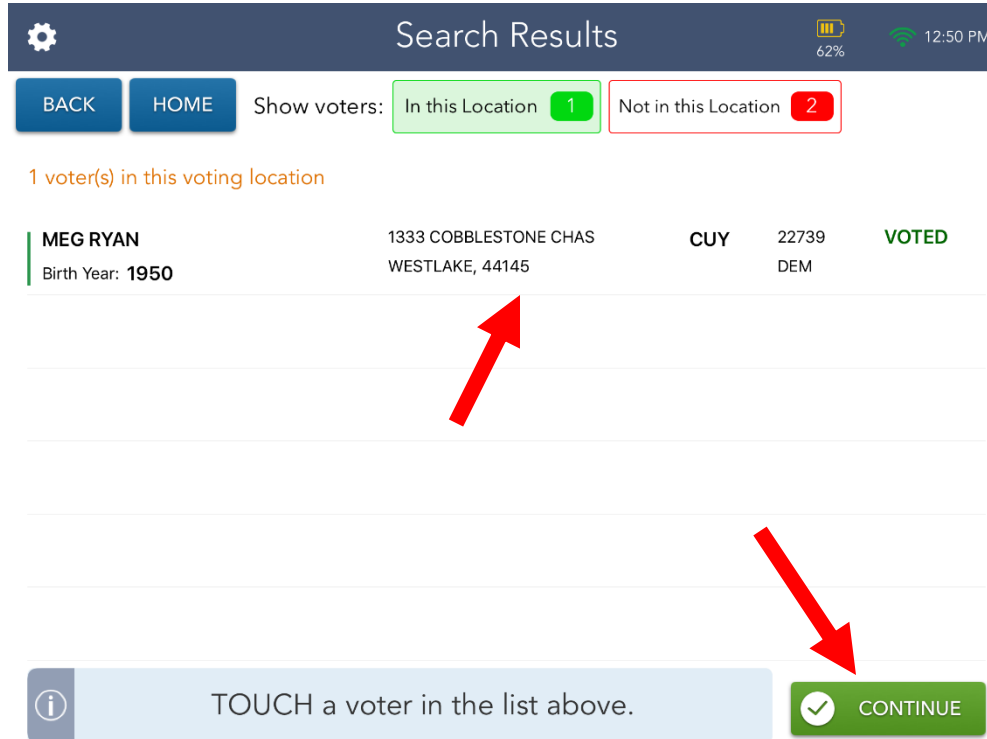 Search Results
62%
12:50 PM
BACK
HOME
Show voters:
In this Location 1
Not in this Location 2
1 voter(s) in this voting location
MEG RYAN
Birth Year: 1950
1333 COBBLESTONE CHAS
WESTLAKE, 44145
CUY
22739
DEM
VOTED
TOUCH a voter in the list above.
CONTINUE